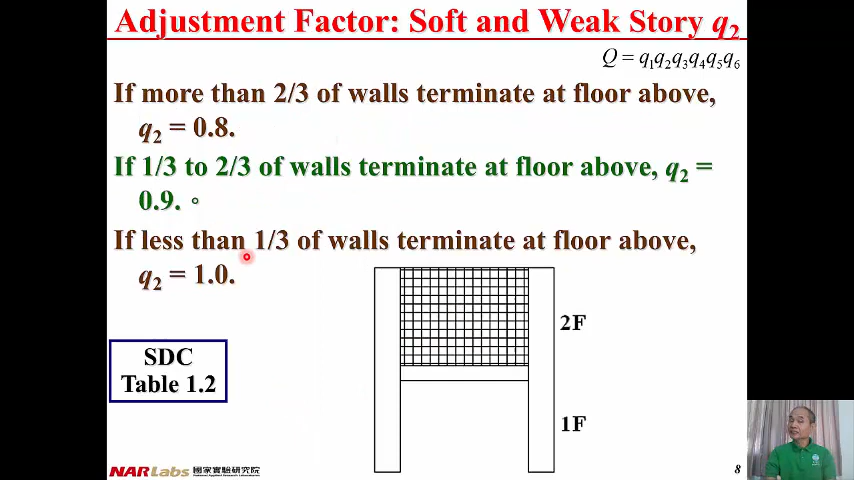 Adjustment Factor: Soft and Weak Story q₂
Q = q₁q₂q₃q₄q₅q₆
If more than 2/3 of walls terminate at floor above,
q₂ = 0.8.
If 1/3 to 2/3 of walls terminate at floor above, q₂ =
0.9. 。
If less than 1/3 of walls terminate at floor above,
q₂ = 1.0.
2F
SDC
Table 1.2
1F
NARLabs 國家實驗研究院
8